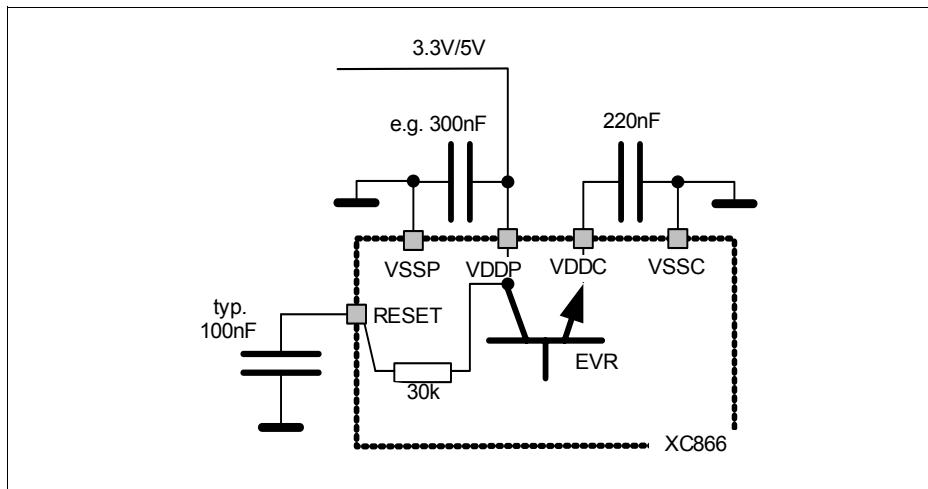 3.3V/5V
e.g. 300nF
220nF
VSSP
VDDP
VDDC
VSSC
typ.
100nF
RESET
EVR
30k
XC866